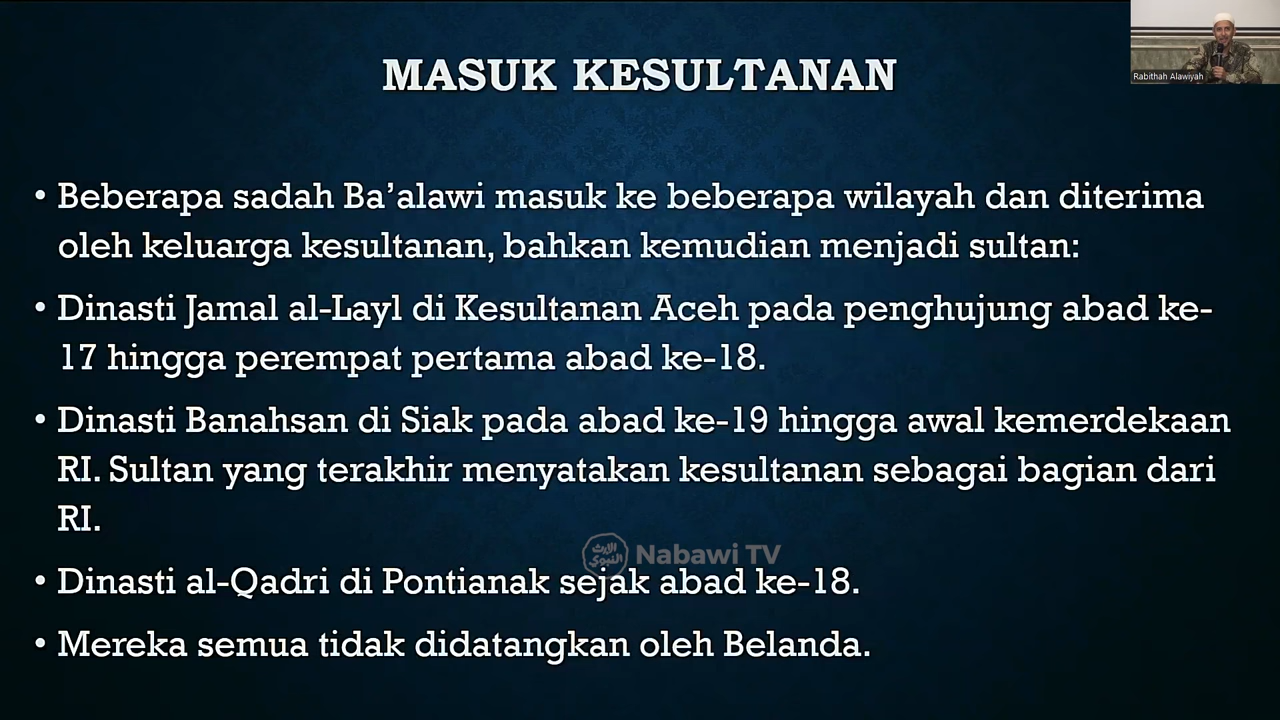 MASUK KESULTANAN
Rabithah Alawiyah
• Beberapa sadah Ba’alawi masuk ke beberapa wilayah dan diterima
oleh keluarga kesultanan, bahkan kemudian menjadi sultan:
• Dinasti Jamal al-Layl di Kesultanan Aceh pada penghujung abad ke-
17 hingga perempat pertama abad ke-18.
• Dinasti Banahsan di Siak pada abad ke-19 hingga awal kemerdekaan
RI. Sultan yang terakhir menyatakan kesultanan sebagai bagian dari
RI.
الإرث
النبوي
Nabawi TV
• Dinasti al-Qadri di Pontianak sejak abad ke-18.
• Mereka semua tidak didatangkan oleh Belanda.